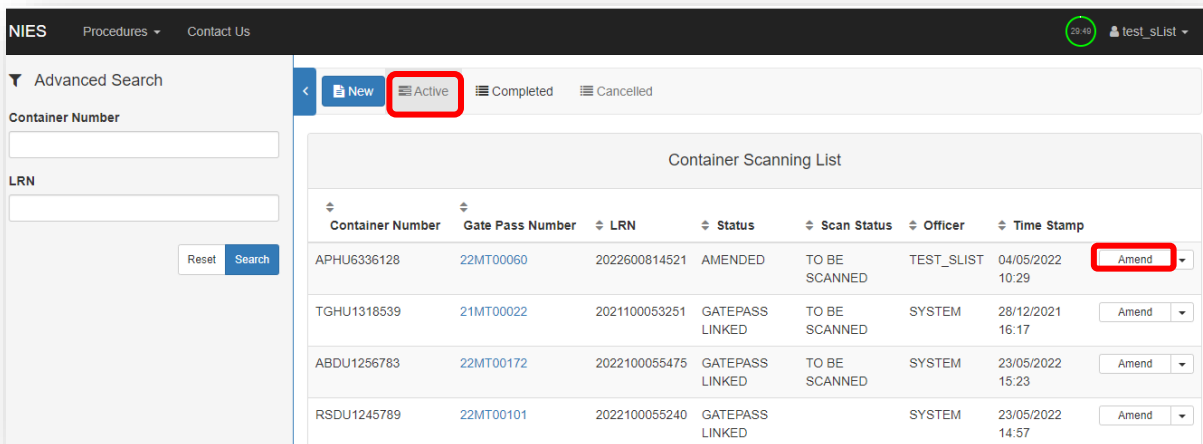 NIES Procedures Contact Us 29:49 test_sList
Advanced Search
Container Number
LRN
Reset Search
New Active Completed Cancelled
Container Scanning List
Container Number Gate Pass Number LRN Status Scan Status Officer Time Stamp
APHU6336128 22MT00060 2022600814521 AMENDED TO BE TEST_SLIST 04/05/2022 Amend
SCANNED 10:29
TGHU1318539 21MT00022 2021100053251 GATEPASS TO BE SYSTEM 28/12/2021 Amend
LINKED SCANNED 16:17
ABDU1256783 22MT00172 2022100055475 GATEPASS TO BE SYSTEM 23/05/2022 Amend
LINKED SCANNED 15:23
RSDU1245789 22MT00101 2022100055240 GATEPASS SYSTEM 23/05/2022 Amend
LINKED 14:57